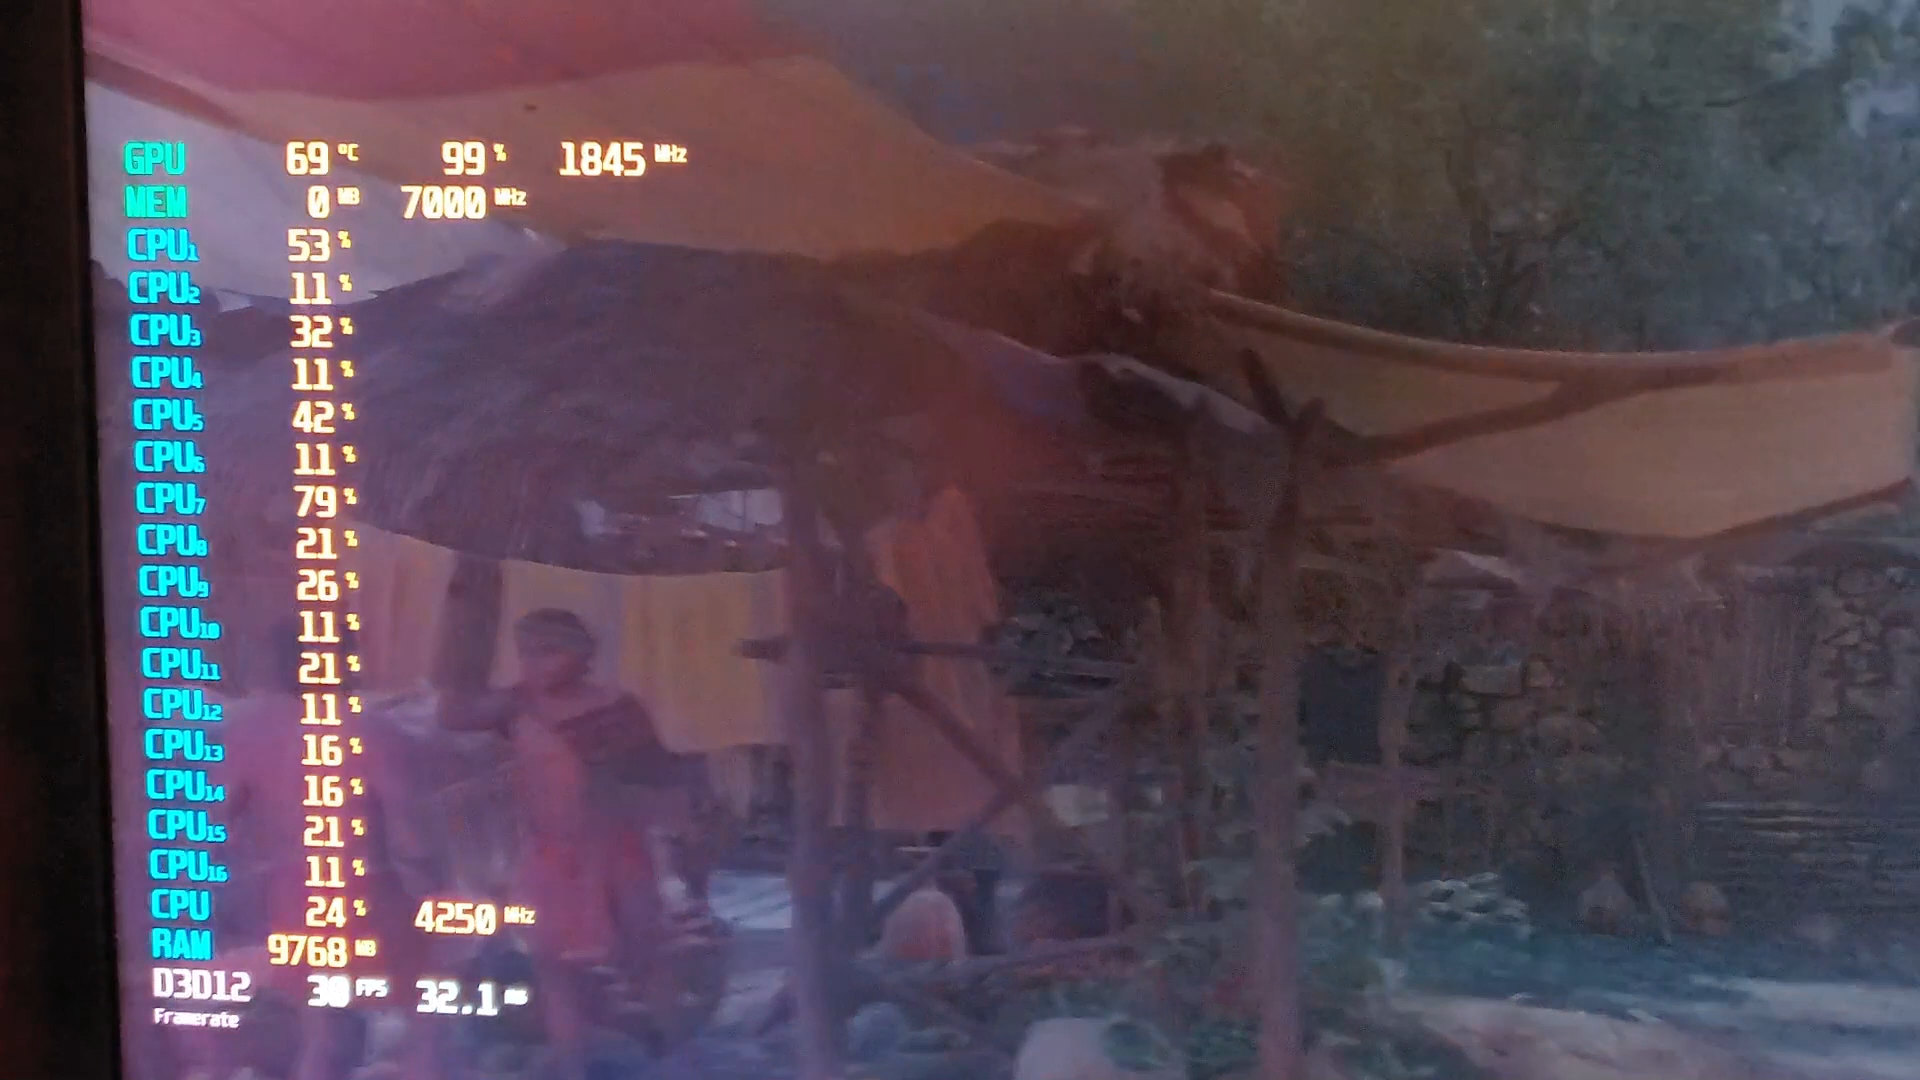 GPU 69 °C 99 % 1845 MHz
MEM 0 MB 7000 MHz
CPU1 53 %
CPU2 11 %
CPU3 32 %
CPU4 11 %
CPU5 42 %
CPU6 11 %
CPU7 79 %
CPU8 21 %
CPU9 26 %
CPU10 11 %
CPU11 21 %
CPU12 11 %
CPU13 16 %
CPU14 16 %
CPU15 21 %
CPU16 11 %
CPU 24 % 4250 MHz
RAM 9768 MB
D3D12 30 FPS 32.1 ms
Framerate